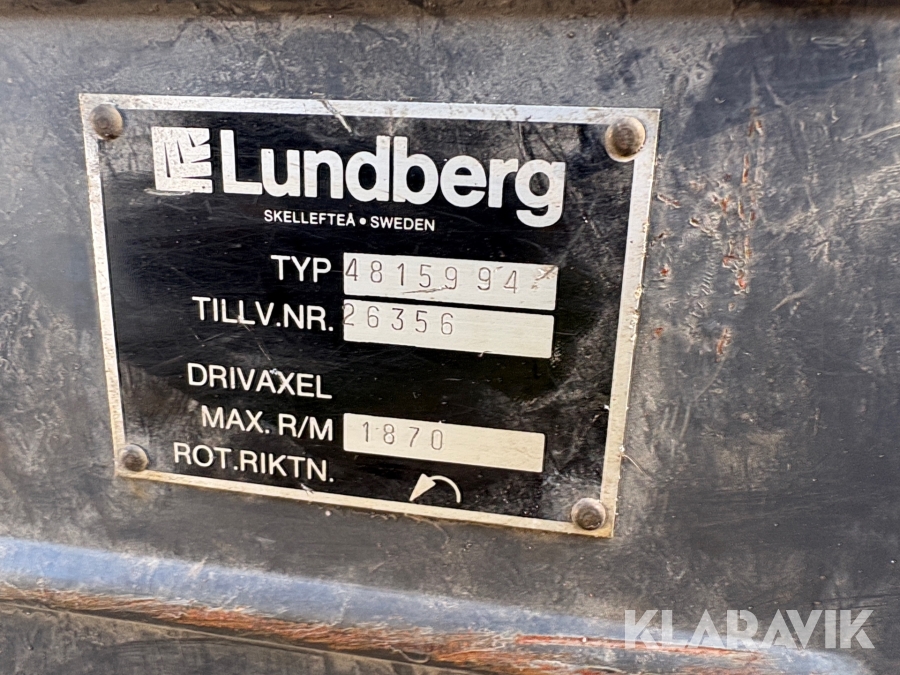 Lundberg
SKELLEFTEÅ • SWEDEN
TYP 4815994
TILLV.NR. 26356
DRIVAXEL
MAX. R/M 1870
ROT.RIKTN.
KLARAVIK